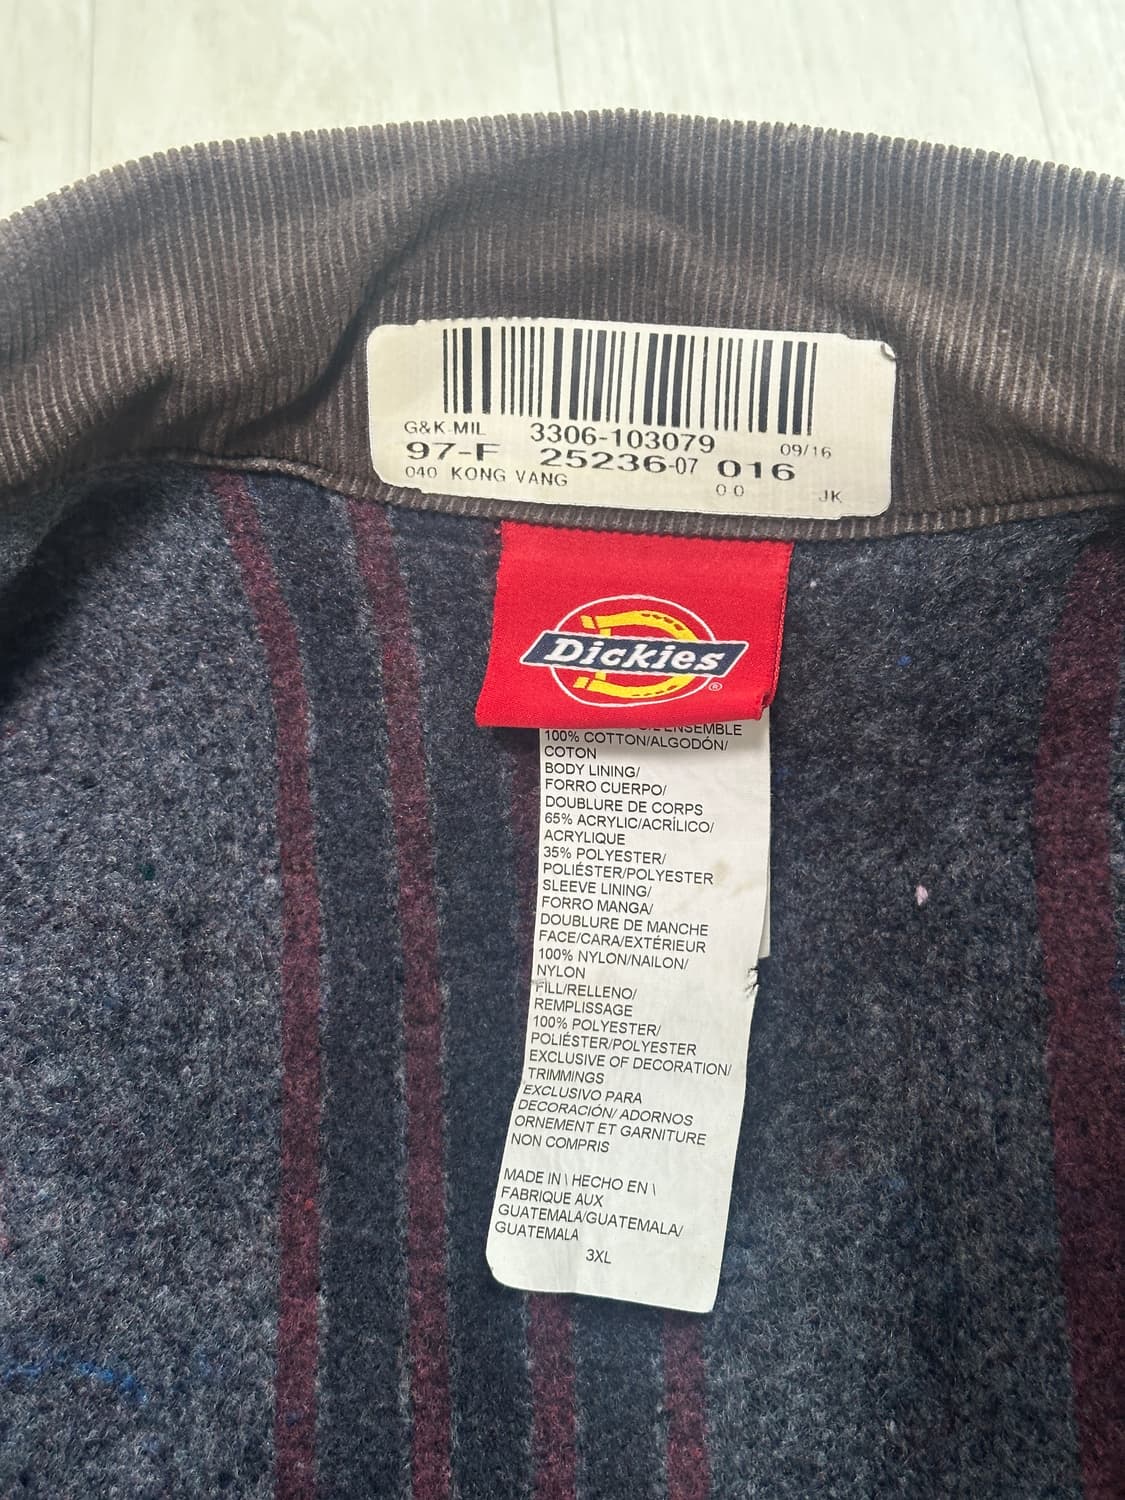 G&K-MIL 3306-103079 09/16
97-F 25236-07 016
040 KONG VANG 0 0 JK
Dickies
®
ENSEMBLE
100% COTTON/ALGODÓN/
COTON
BODY LINING/
FORRO CUERPO/
DOUBLURE DE CORPS
65% ACRYLIC/ACRÍLICO/
ACRYLIQUE
35% POLYESTER/
POLIÉSTER/POLYESTER
SLEEVE LINING/
FORRO MANGA/
DOUBLURE DE MANCHE
FACE/CARA/EXTÉRIEUR
100% NYLON/NAILON/
NYLON
FILL/RELLENO/
REMPLISSAGE
100% POLYESTER/
POLIÉSTER/POLYESTER
EXCLUSIVE OF DECORATION/
TRIMMINGS
EXCLUSIVO PARA
DECORACIÓN/ ADORNOS
ORNEMENT ET GARNITURE
NON COMPRIS
MADE IN \ HECHO EN \
FABRIQUE AUX
GUATEMALA/GUATEMALA/
GUATEMALA
3XL